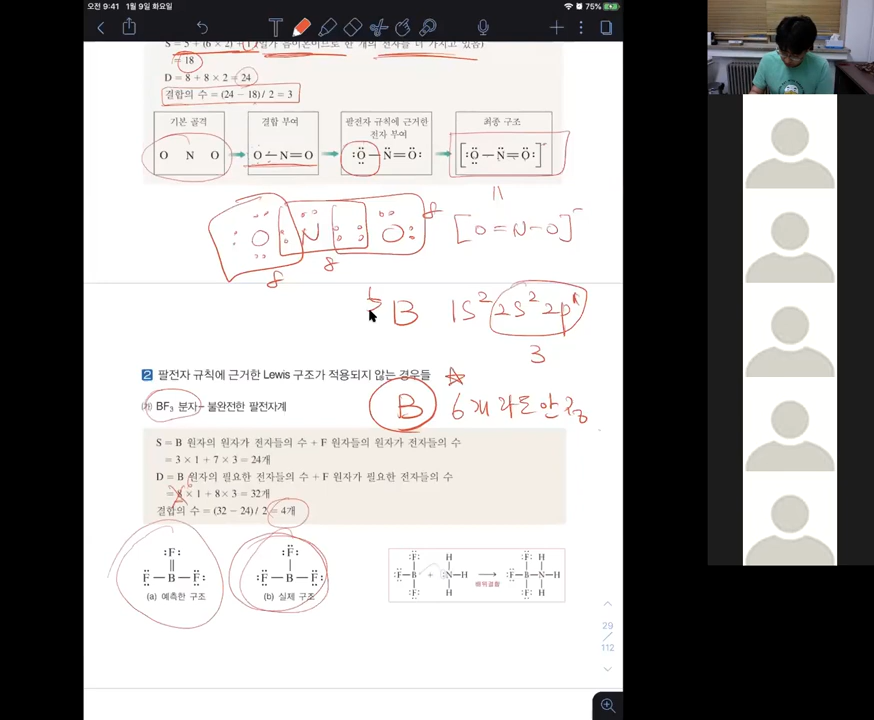 오전 9:41 1월 9일 화요일 75%
S = 5 + (6 × 2) + (1, 일가 음이온이므로 한 개의 전자를 더 가지고 있음)
= 18
D = 8 + 8 × 2 = 24
결합의 수 = (24 − 18) / 2 = 3
기본 골격 결합 부여 팔전자 규칙에 근거한 최종 구조
전자 부여
O N O O—N=O :Ö—N̈=Ö: [:Ö—N̈=Ö:]⁻
O N O 8 [O=N-O]⁻
8 8
5 B 1S² 2S² 2p¹
3
2 팔전자 규칙에 근거한 Lewis 구조가 적용되지 않는 경우들
(가) BF₃ 분자 – 불완전한 팔전자계
B 6개라도 안정
S = B 원자의 원자가 전자들의 수 + F 원자들의 원자가 전자들의 수
= 3 × 1 + 7 × 3 = 24개
D = B 원자의 필요한 전자들의 수 + F 원자가 필요한 전자들의 수
= 8 × 1 + 8 × 3 = 32개 6
결합의 수 = (32 − 24) / 2 = 4개
:F: :F: :F: H :F: H
:F—B—F: :F—B—F: :F—B + :N—H → :F—B—N—H
배위결합
:F: H :F: H
(a) 예측한 구조 (b) 실제 구조
29
/
112